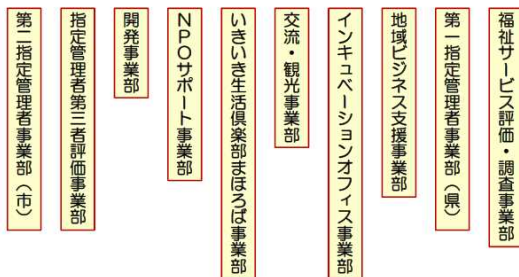 福祉サービス評価・調査事業部
第一指定管理者事業部（県）
地域ビジネス支援事業部
インキュベーションオフィス事業部
交流・観光事業部
いきいき生活倶楽部まほろば事業部
ＮＰＯサポート事業部
開発事業部
指定管理者第三者評価事業部
第二指定管理者事業部（市）